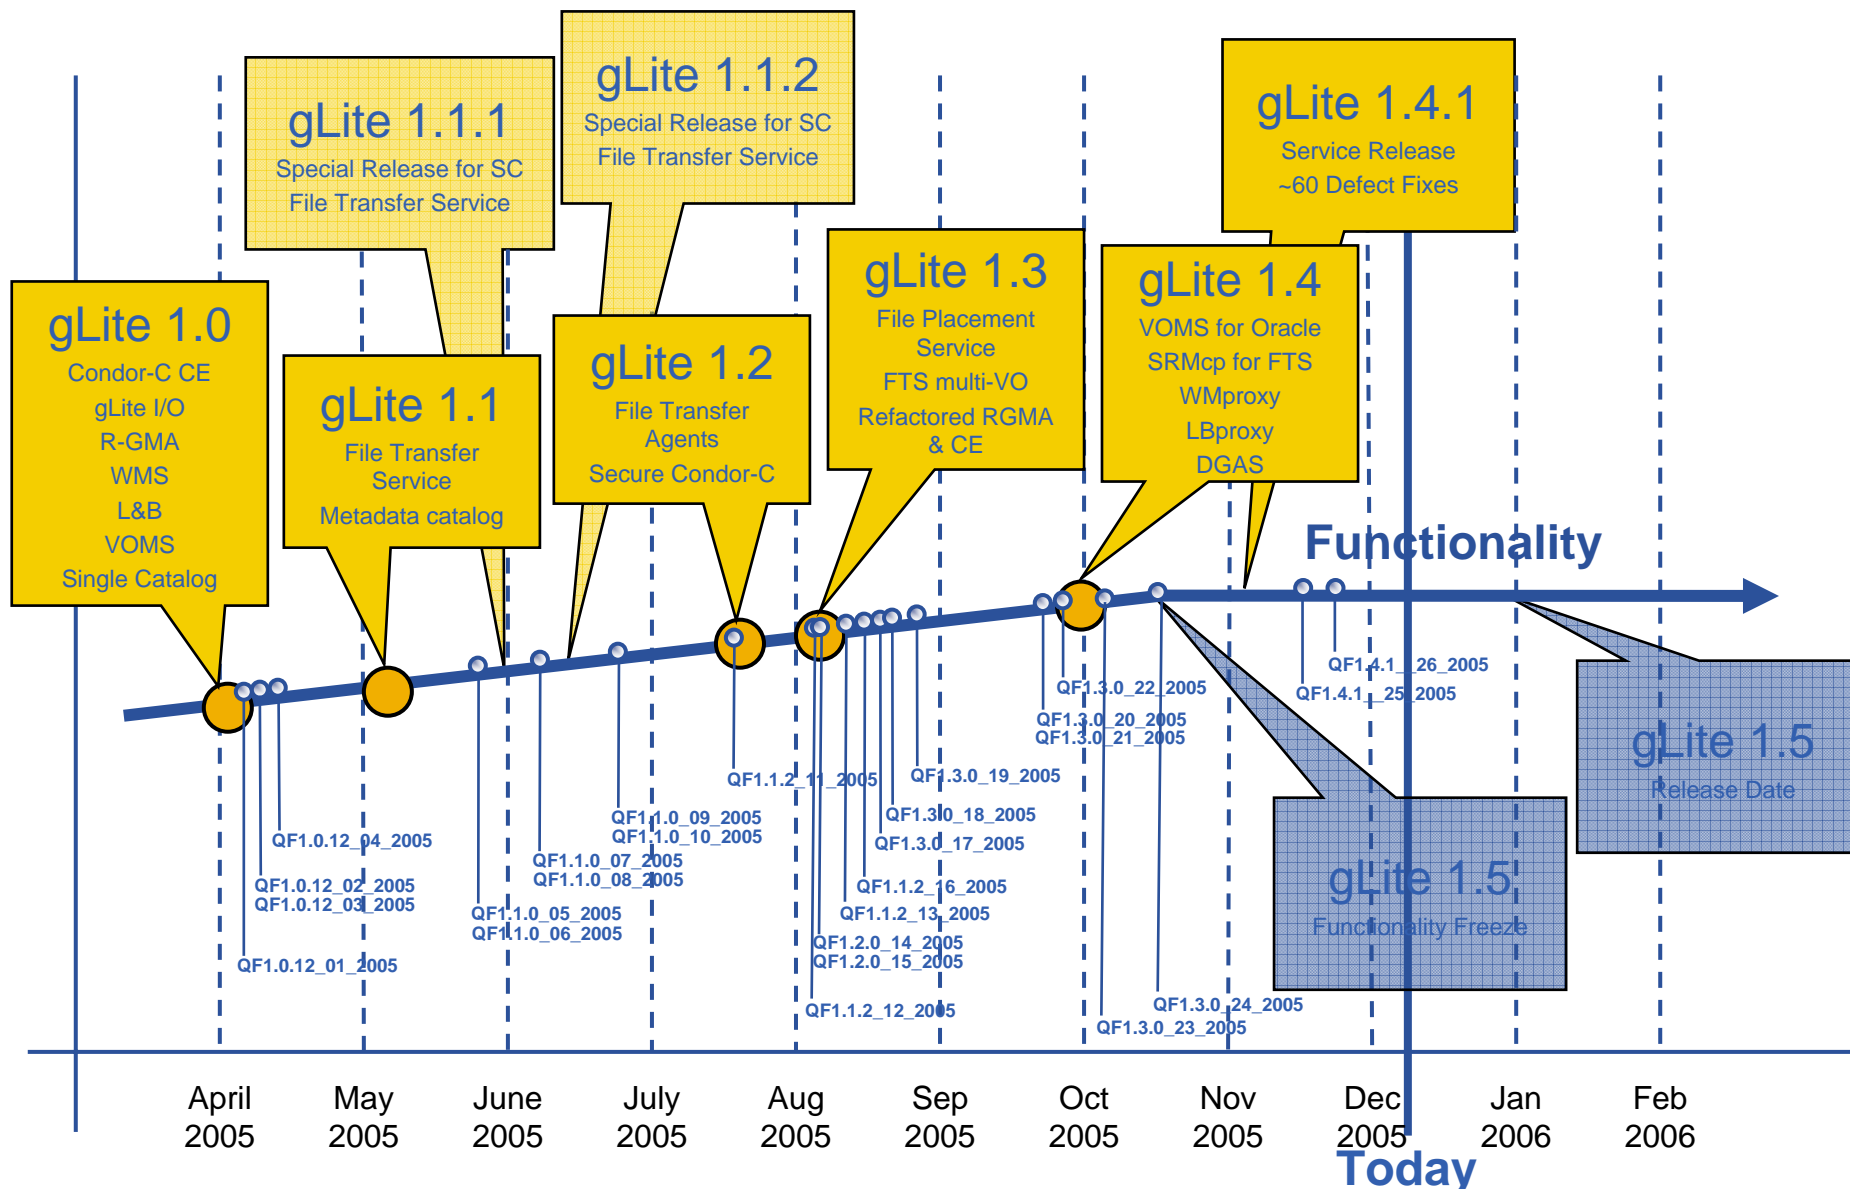 gLite 1.1.2
Special Release for SC
File Transfer Service
gLite 1.4.1
Service Release
~60 Defect Fixes
gLite 1.1.1
Special Release for SC
File Transfer Service
gLite 1.3
File Placement
Service
FTS multi-VO
Refactored RGMA
& CE
gLite 1.4
VOMS for Oracle
SRMcp for FTS
WMproxy
LBproxy
DGAS
gLite 1.0
Condor-C CE
gLite I/O
R-GMA
WMS
L&B
VOMS
Single Catalog
gLite 1.1
File Transfer
Service
Metadata catalog
gLite 1.2
File Transfer
Agents
Secure Condor-C
Functionality
QF1.4.1__26_2005
QF1.4.1__25_2005
QF1.3.0_22_2005
QF1.3.0_20_2005
QF1.3.0_21_2005
gLite 1.5
Release Date
QF1.1.2_11_2005
QF1.3.0_19_2005
QF1.3.0_18_2005
QF1.3.0_17_2005
QF1.1.0_09_2005
QF1.1.0_10_2005
QF1.0.12_04_2005
QF1.1.0_07_2005
QF1.1.0_08_2005
QF1.0.12_02_2005
QF1.0.12_03_2005
QF1.1.2_16_2005
QF1.1.2_13_2005
gLite 1.5
Functionality Freeze
QF1.1.0_05_2005
QF1.1.0_06_2005
QF1.2.0_14_2005
QF1.2.0_15_2005
QF1.0.12_01_2005
QF1.1.2_12_2005
QF1.3.0_24_2005
QF1.3.0_23_2005
April
2005
May
2005
June
2005
July
2005
Aug
2005
Sep
2005
Oct
2005
Nov
2005
Dec
2005
Jan
2006
Feb
2006
Today